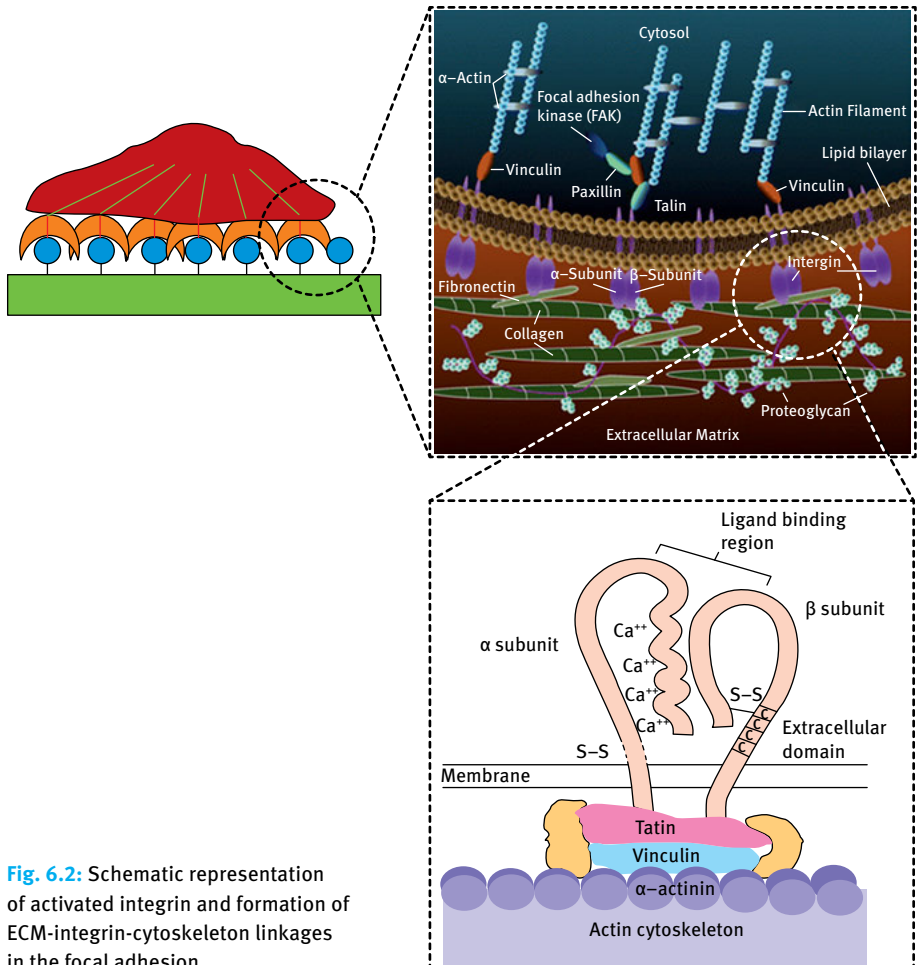 Cytosol
α–Actin
Focal adhesion
kinase (FAK)
Actin Filament
Lipid bilayer
Vinculin
Paxillin
Talin
Vinculin
α–Subunit
β–Subunit
Intergin
Fibronectin
Collagen
Proteoglycan
Extracellular Matrix
Ligand binding
region
β subunit
α subunit
Ca⁺⁺
Ca⁺⁺
Ca⁺⁺
Ca⁺⁺
S–S
C
C
C
C
Extracellular
domain
S–S
Membrane
Tatin
Vinculin
α–actinin
Actin cytoskeleton
Fig. 6.2: Schematic representation
of activated integrin and formation of
ECM-integrin-cytoskeleton linkages
in the focal adhesion